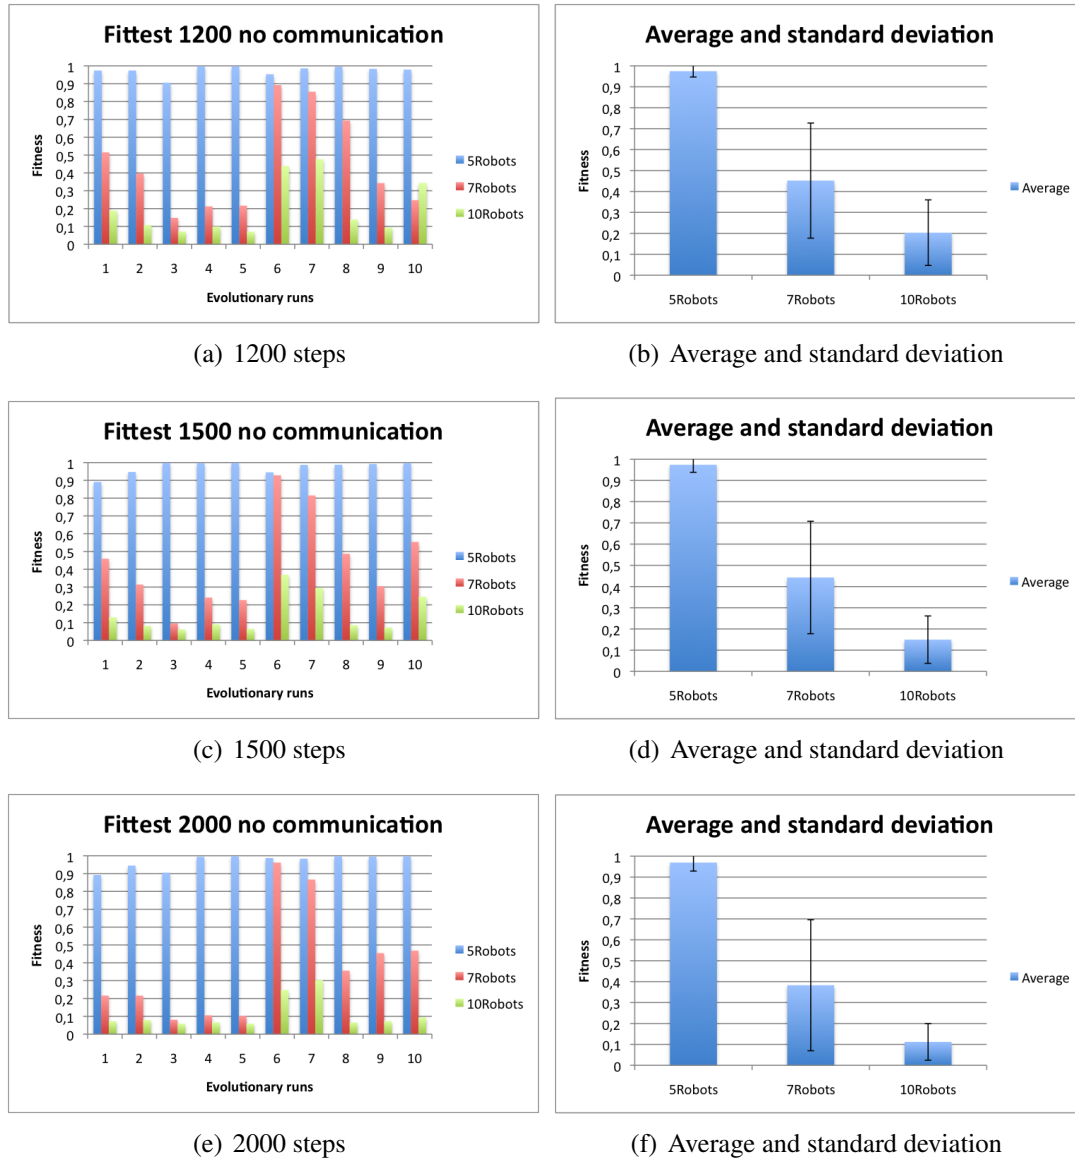 Fittest 1200 no communication
1
0,9
0,8
0,7
0,6
0,5
0,4
0,3
0,2
0,1
0
Fitness
1 2 3 4 5 6 7 8 9 10
Evolutionary runs
5Robots
7Robots
10Robots
Average and standard deviation
1
0,9
0,8
0,7
0,6
0,5
0,4
0,3
0,2
0,1
0
Fitness
5Robots 7Robots 10Robots
Average
(a) 1200 steps
(b) Average and standard deviation
Fittest 1500 no communication
1
0,9
0,8
0,7
0,6
0,5
0,4
0,3
0,2
0,1
0
Fitness
1 2 3 4 5 6 7 8 9 10
Evolutionary runs
5Robots
7Robots
10Robots
Average and standard deviation
1
0,9
0,8
0,7
0,6
0,5
0,4
0,3
0,2
0,1
0
Fitness
5Robots 7Robots 10Robots
Average
(c) 1500 steps
(d) Average and standard deviation
Fittest 2000 no communication
1
0,9
0,8
0,7
0,6
0,5
0,4
0,3
0,2
0,1
0
Fitness
1 2 3 4 5 6 7 8 9 10
Evolutionary runs
5Robots
7Robots
10Robots
Average and standard deviation
1
0,9
0,8
0,7
0,6
0,5
0,4
0,3
0,2
0,1
0
Fitness
5Robots 7Robots 10Robots
Average
(e) 2000 steps
(f) Average and standard deviation